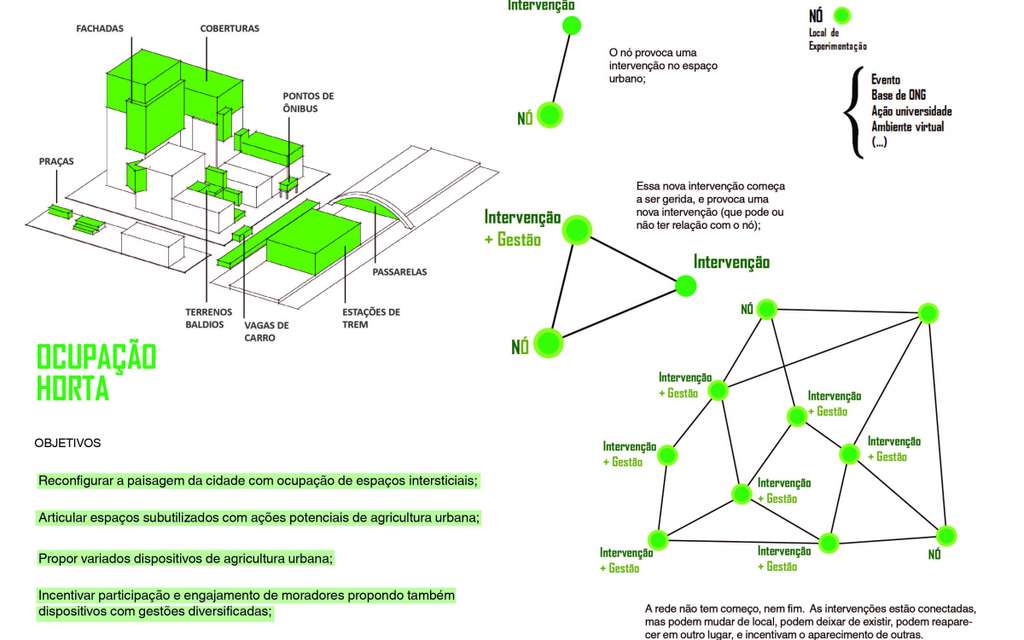 FACHADAS
COBERTURAS
PONTOS DE
ÔNIBUS
PRAÇAS
PASSARELAS
TERRENOS
BALDIOS
VAGAS DE
CARRO
ESTAÇÕES DE
TREM
OCUPAÇÃO
HORTA
OBJETIVOS
Reconfigurar a paisagem da cidade com ocupação de espaços intersticiais;
Articular espaços subutilizados com ações potenciais de agricultura urbana;
Propor variados dispositivos de agricultura urbana;
Incentivar participação e engajamento de moradores propondo também
dispositivos com gestões diversificadas;
Intervenção
NÓ
O nó provoca uma
intervenção no espaço
urbano;
NÓ
Local de
Experimentação
Evento
Base de ONG
Ação universidade
Ambiente virtual
(...)
Essa nova intervenção começa
a ser gerida, e provoca uma
nova intervenção (que pode ou
não ter relação com o nó);
Intervenção
+ Gestão
Intervenção
NÓ
NÓ
Intervenção
+ Gestão
Intervenção
+ Gestão
Intervenção
+ Gestão
Intervenção
+ Gestão
Intervenção
+ Gestão
Intervenção
+ Gestão
Intervenção
+ Gestão
NÓ
A rede não tem começo, nem fim. As intervenções estão conectadas,
mas podem mudar de local, podem deixar de existir, podem reapare-
cer em outro lugar, e incentivam o aparecimento de outras.